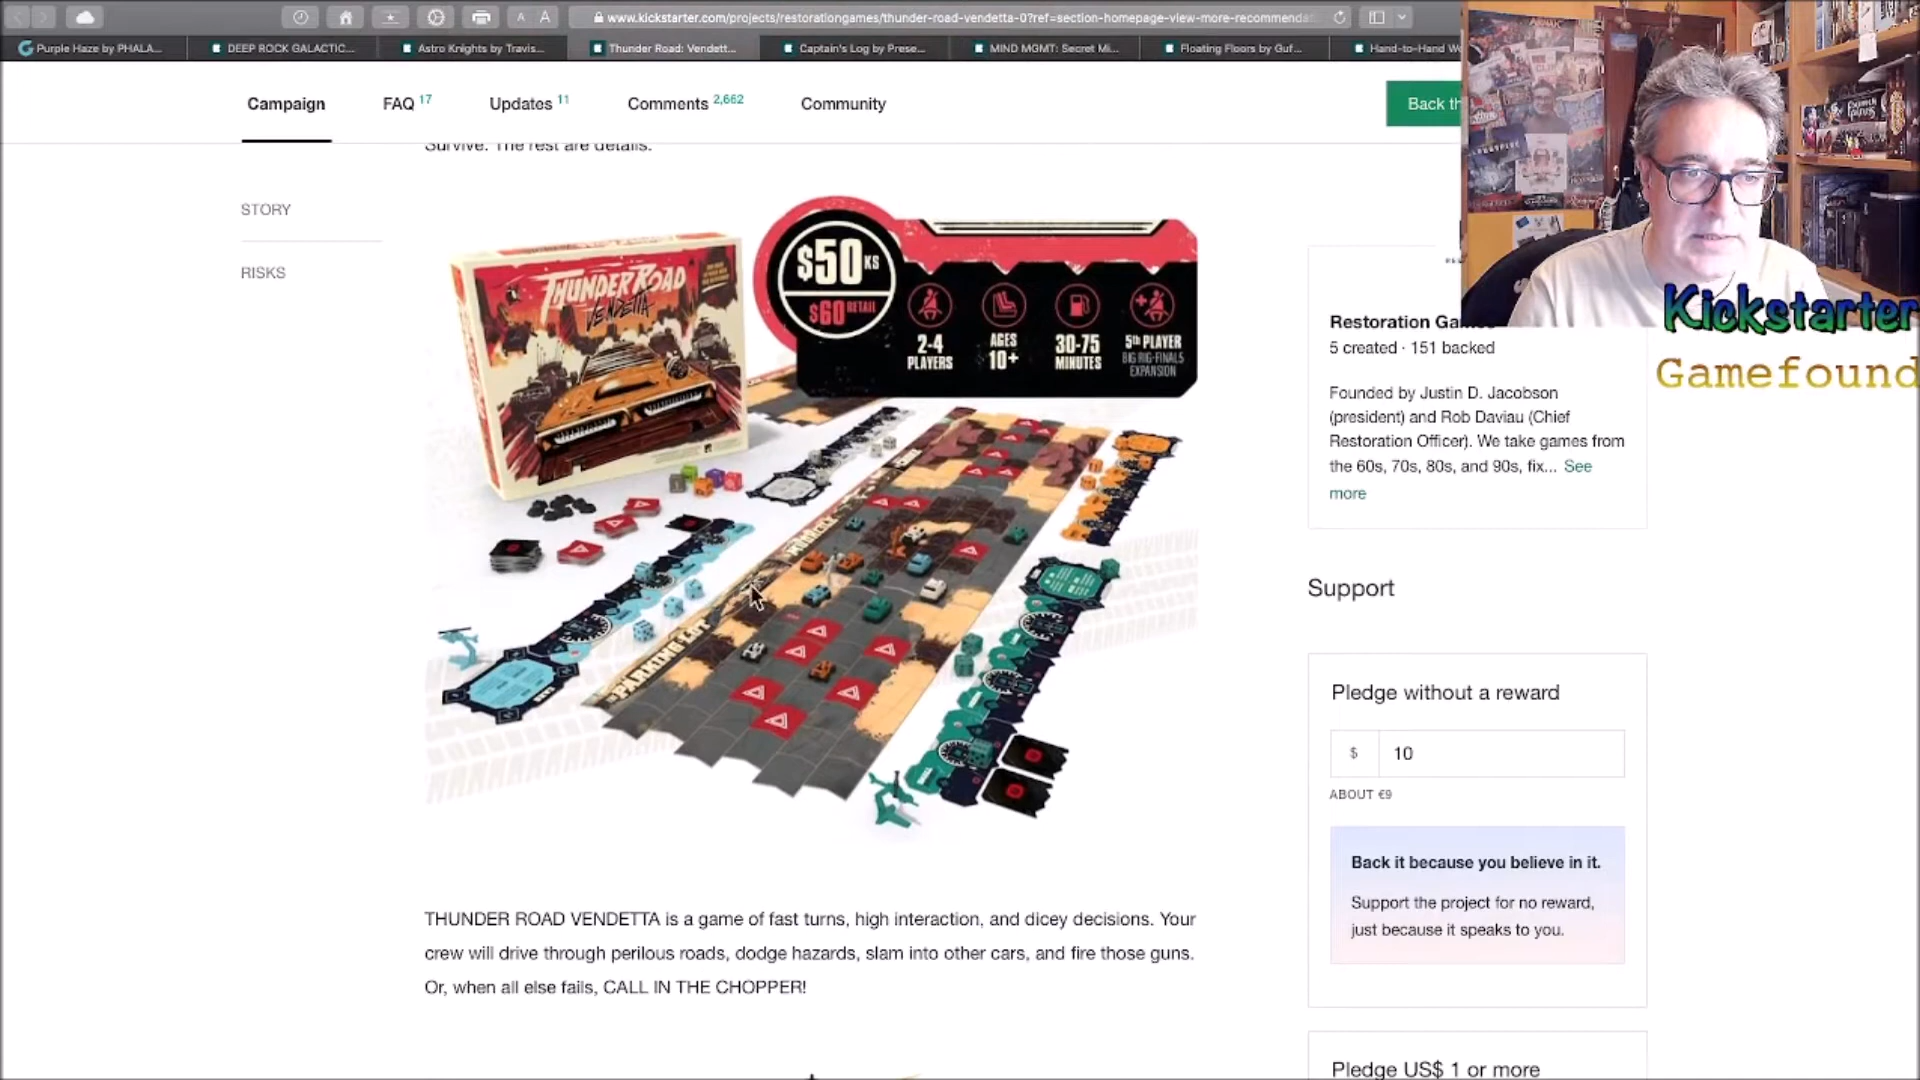 www.kickstarter.com/projects/restorationgames/thunder-road-vendetta-0?ref=section-homepage-view-more-recommenda
Purple Haze by PHALA...
DEEP ROCK GALACTIC...
Astro Knights by Travis...
Thunder Road: Vendett...
Captain's Log by Prese...
MIND MGMT: Secret Mi...
Floating Floors by Guf...
Hand-to-Hand Wo
Campaign
FAQ 17
Updates 11
Comments 2,662
Community
Back th
Survive. The rest are details.
STORY
RISKS
THUNDER ROAD
VENDETTA
$50 KS
$60 RETAIL
2-4 PLAYERS
AGES 10+
30-75 MINUTES
5th PLAYER
BIG RIG-FINALS
EXPANSION
PARKING LOT
THUNDER ROAD VENDETTA is a game of fast turns, high interaction, and dicey decisions. Your
crew will drive through perilous roads, dodge hazards, slam into other cars, and fire those guns.
Or, when all else fails, CALL IN THE CHOPPER!
Kickstarter
Gamefound
Restoration Ga
5 created · 151 backed
Founded by Justin D. Jacobson
(president) and Rob Daviau (Chief
Restoration Officer). We take games from
the 60s, 70s, 80s, and 90s, fix... See
more
Support
Pledge without a reward
$ 10
ABOUT €9
Back it because you believe in it.
Support the project for no reward,
just because it speaks to you.
Pledge US$ 1 or more